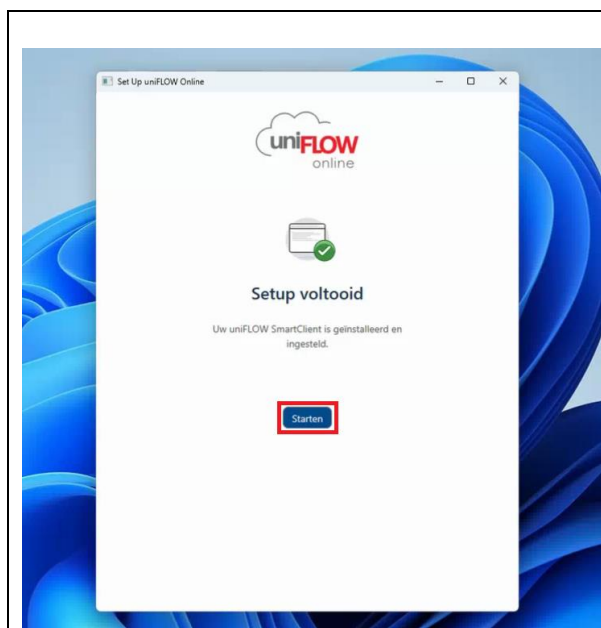 Set Up uniFLOW Online
uniFLOW
online
Setup voltooid
Uw uniFLOW SmartClient is geïnstalleerd en
ingesteld.
Starten